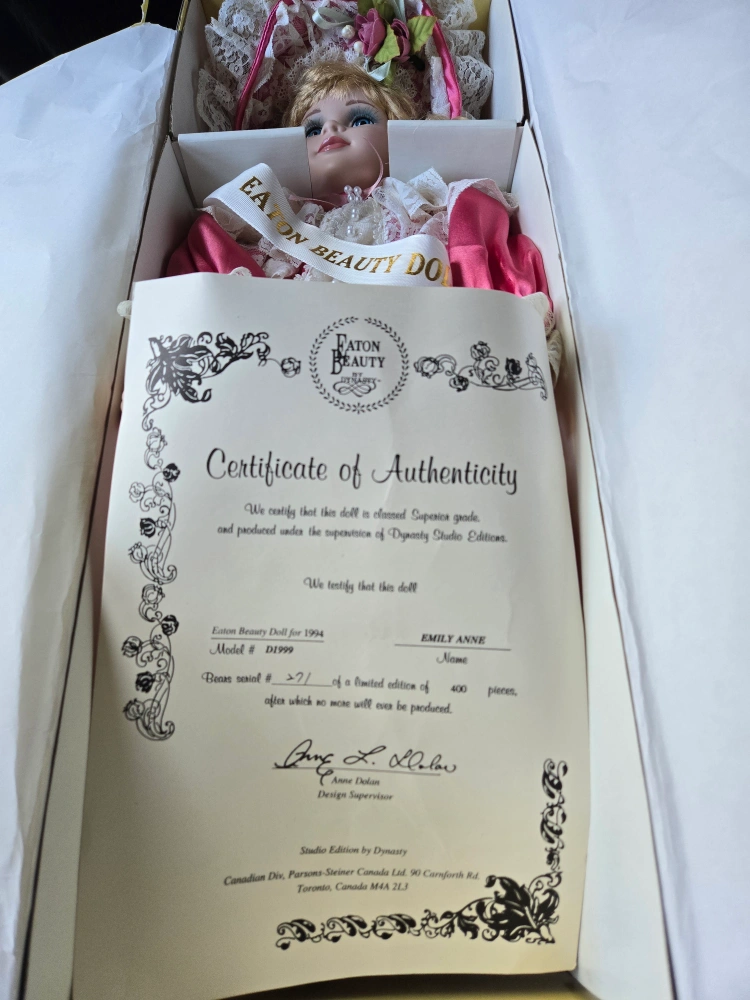 EATON BEAUTY DO
EATON
BEAUTY
BY
DYNASTY
Certificate of Authenticity
We certify that this doll is classed Superior grade,
and produced under the supervision of Dynasty Studio Editions.
We testify that this doll
Eaton Beauty Doll for 1994 EMILY ANNE
Model # D1999 Name
Bears serial # 271 of a limited edition of 400 pieces,
after which no more will ever be produced.
Anne L. Dolan
Anne Dolan
Design Supervisor
Studio Edition by Dynasty
Canadian Div, Parsons-Steiner Canada Ltd. 90 Carnforth Rd.
Toronto, Canada M4A 2L3